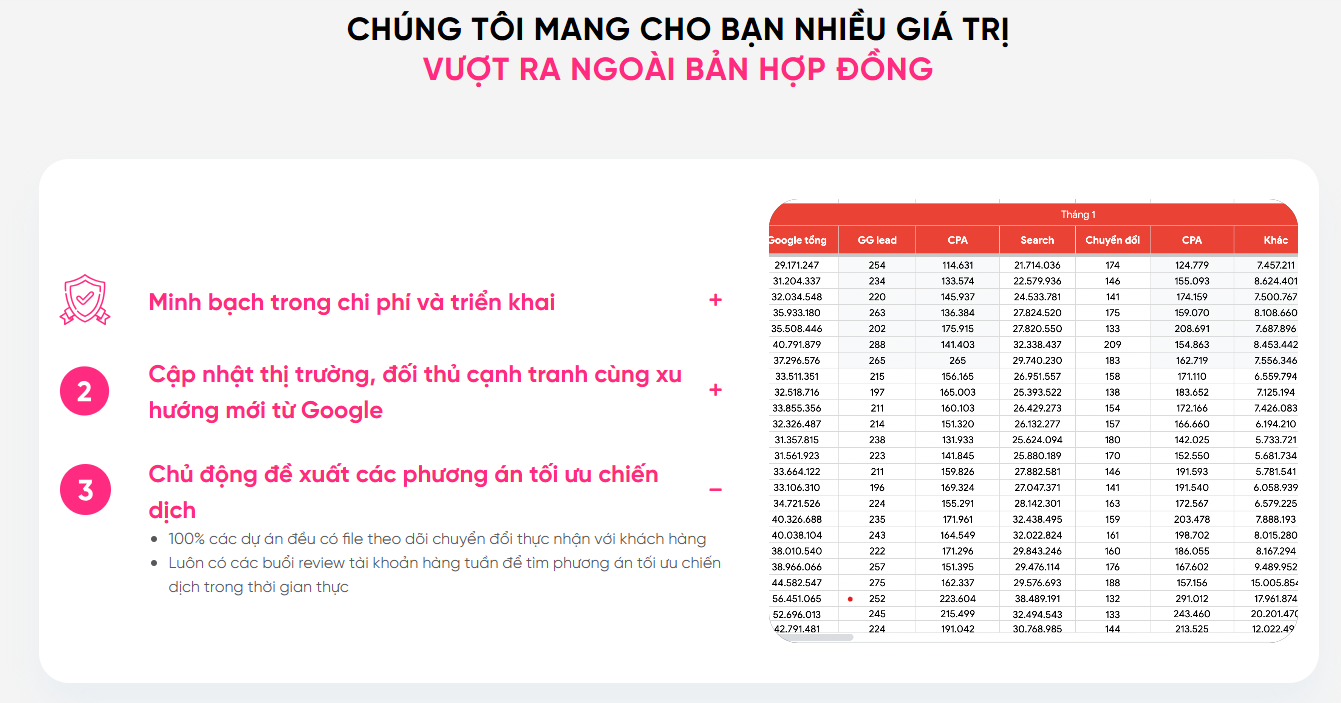 CHÚNG TÔI MANG CHO BẠN NHIỀU GIÁ TRỊ
VƯỢT RA NGOÀI BẢN HỢP ĐỒNG
Minh bạch trong chi phí và triển khai +
2 Cập nhật thị trường, đối thủ cạnh tranh cùng xu +
hướng mới từ Google
3 Chủ động đề xuất các phương án tối ưu chiến –
dịch
• 100% các dự án đều có file theo dõi chuyển đổi thực nhận với khách hàng
• Luôn có các buổi review tài khoản hàng tuần để tìm phương án tối ưu chiến
dịch trong thời gian thực
Tháng 1
Google tổng GG lead CPA Search Chuyển đổi CPA Khác
29.171.247 254 114.631 21.714.036 174 124.779 7.457.211
31.204.337 234 133.574 22.579.936 146 155.093 8.624.401
32.034.548 220 145.937 24.533.781 141 174.159 7.500.767
35.933.180 263 136.384 27.824.520 175 159.070 8.108.660
35.508.446 202 175.915 27.820.550 133 208.691 7.687.896
40.791.879 288 141.403 32.338.437 209 154.863 8.453.442
37.296.576 265 265 29.740.230 183 162.719 7.556.346
33.511.351 215 156.165 26.951.557 158 171.110 6.559.794
32.518.716 197 165.003 25.393.522 138 183.652 7.125.194
33.855.356 211 160.103 26.429.273 154 172.166 7.426.083
32.326.487 214 151.320 26.132.277 157 166.660 6.194.210
31.357.815 238 131.933 25.624.094 180 142.025 5.733.721
31.561.923 223 141.845 25.880.189 170 152.550 5.681.734
33.664.122 211 159.826 27.882.581 146 191.593 5.781.541
33.106.310 196 169.324 27.047.371 141 191.540 6.058.939
34.721.526 224 155.291 28.142.301 163 172.567 6.579.225
40.326.688 235 171.961 32.438.495 159 203.478 7.888.193
40.038.104 243 164.549 32.022.824 161 198.702 8.015.280
38.010.540 222 171.296 29.843.246 160 186.055 8.167.294
38.966.066 257 151.395 29.476.114 176 167.602 9.489.952
44.582.547 275 162.337 29.576.693 188 157.156 15.005.854
56.451.065 252 223.604 38.489.191 132 291.012 17.961.874
52.696.013 245 215.499 32.494.543 133 243.460 20.201.470
42.791.481 224 191.042 30.768.985 144 213.525 12.022.49